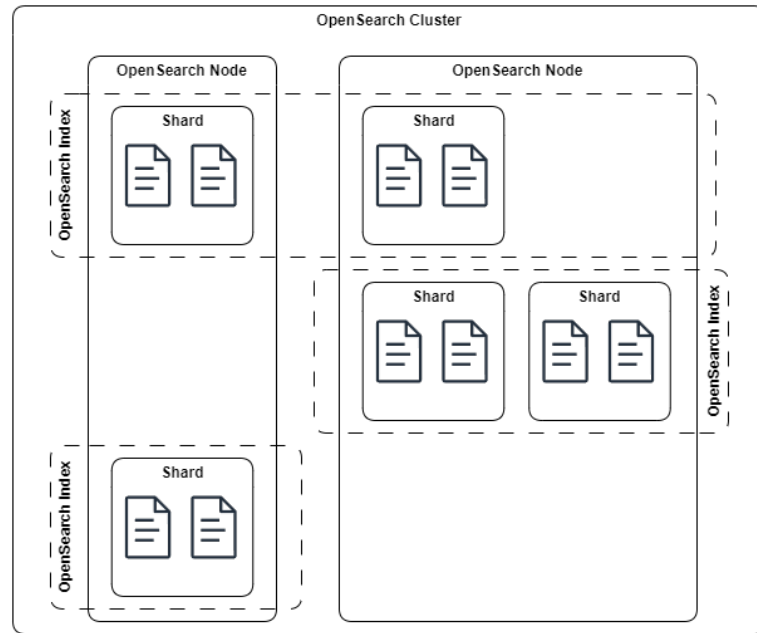 OpenSearch Cluster
OpenSearch Node
OpenSearch Node
OpenSearch Index
Shard
Shard
Shard
Shard
OpenSearch Index
OpenSearch Index
Shard